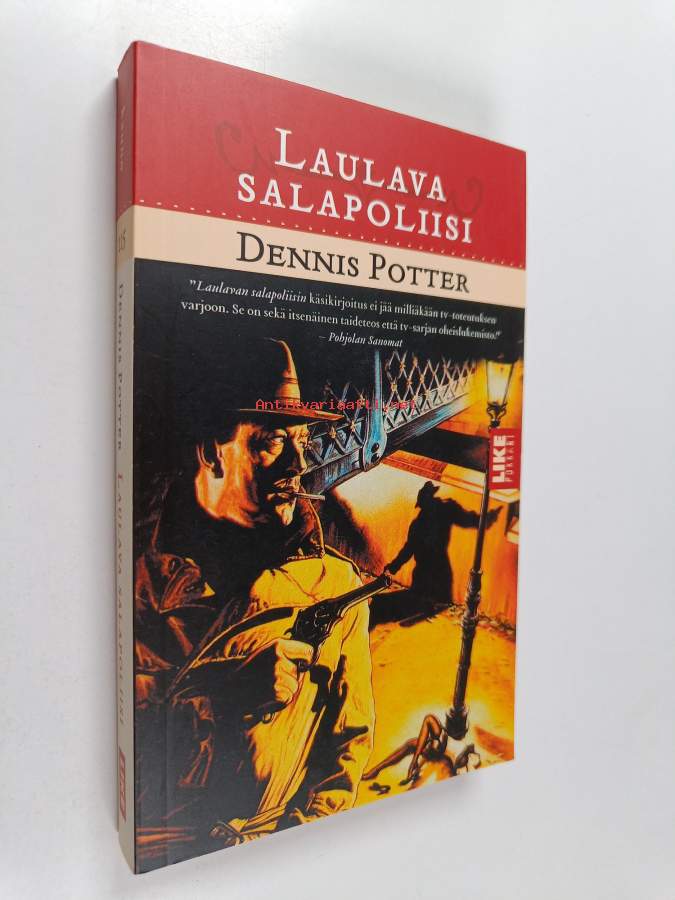 LAULAVA
SALAPOLIISI
DENNIS POTTER
"Laulavan salapoliisin käsikirjoitus ei jää milliäkään tv-toteutuksen
varjoon. Se on sekä itsenäinen taideteos että tv-sarjan oheislukemisto."
– Pohjolan Sanomat
Antikvariaatti.net
LIKE
POKKARI
DENNIS POTTER LAULAVA SALAPOLIISI
LIKE